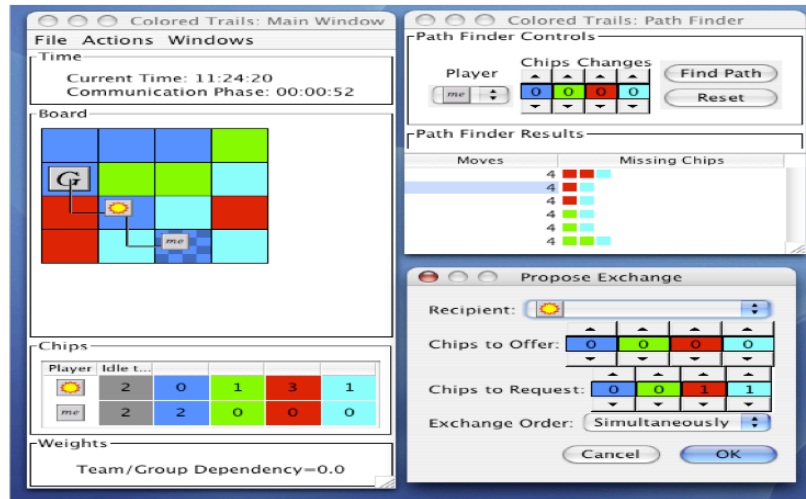 Colored Trails: Main Window
File Actions Windows
Time
Current Time: 11:24:20
Communication Phase: 00:00:52
Board
G
me
Chips
Player Idle t...
2 0 1 3 1
me 2 2 0 0 0
Weights
Team/Group Dependency=0.0
Colored Trails: Path Finder
Path Finder Controls
Chips Changes
Player
me 0 0 0 0
Find Path
Reset
Path Finder Results
Moves Missing Chips
4
4
4
4
4
4
Propose Exchange
Recipient:
Chips to Offer: 0 0 0 0
Chips to Request: 0 0 1 1
Exchange Order: Simultaneously
Cancel OK